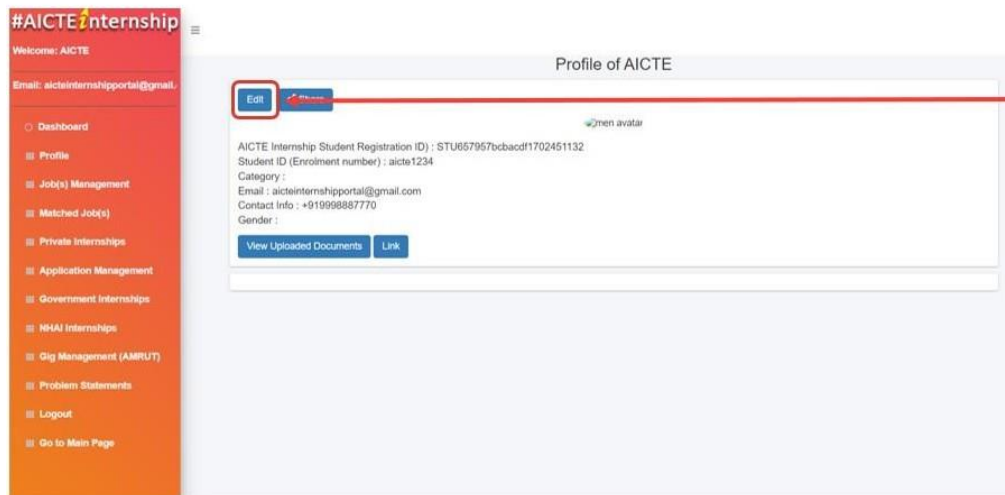 #AICTEinternship
Welcome: AICTE
Email: aicteinternshipportal@gmail.
Dashboard
Profile
Job(s) Management
Matched Job(s)
Private Internships
Application Management
Government Internships
NHAI Internships
Gig Management (AMRUT)
Problem Statements
Logout
Go to Main Page
Profile of AICTE
Edit Share
men avatar
AICTE Internship Student Registration ID) : STU657957bcbacdf1702451132
Student ID (Enrolment number) : aicte1234
Category :
Email : aicteinternshipportal@gmail.com
Contact Info : +919998887770
Gender :
View Uploaded Documents Link